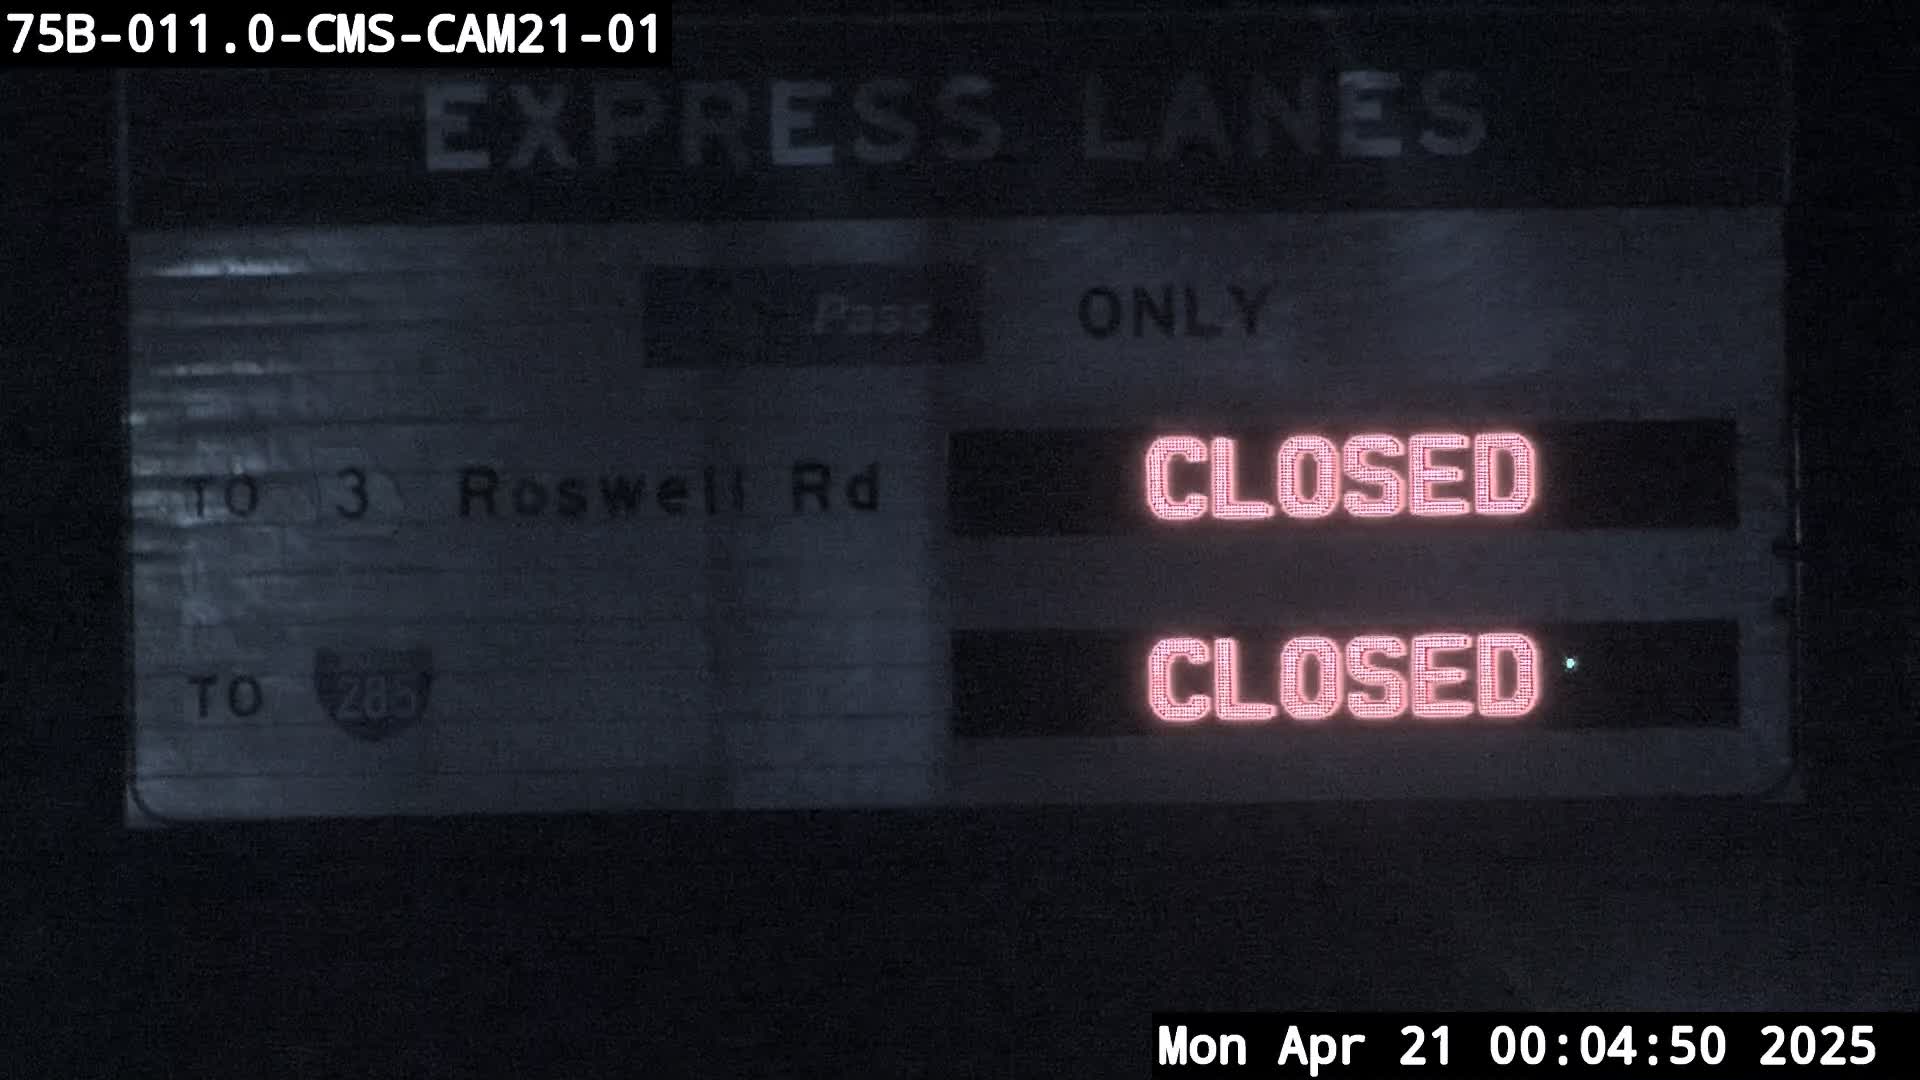 75B-011.0-CMS-CAM21-01
EXPRESS LANES
Pass ONLY
TO 3 Roswell Rd CLOSED
TO 285 CLOSED
Mon Apr 21 00:04:50 2025